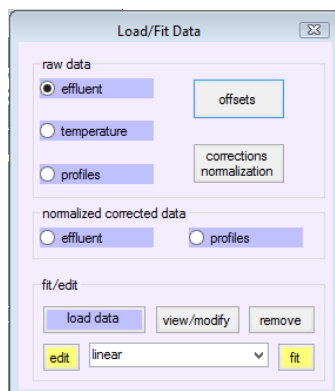 Load/Fit Data
raw data
effluent
offsets
temperature
corrections
normalization
profiles
normalized corrected data
effluent profiles
fit/edit
load data view/modify remove
edit linear fit